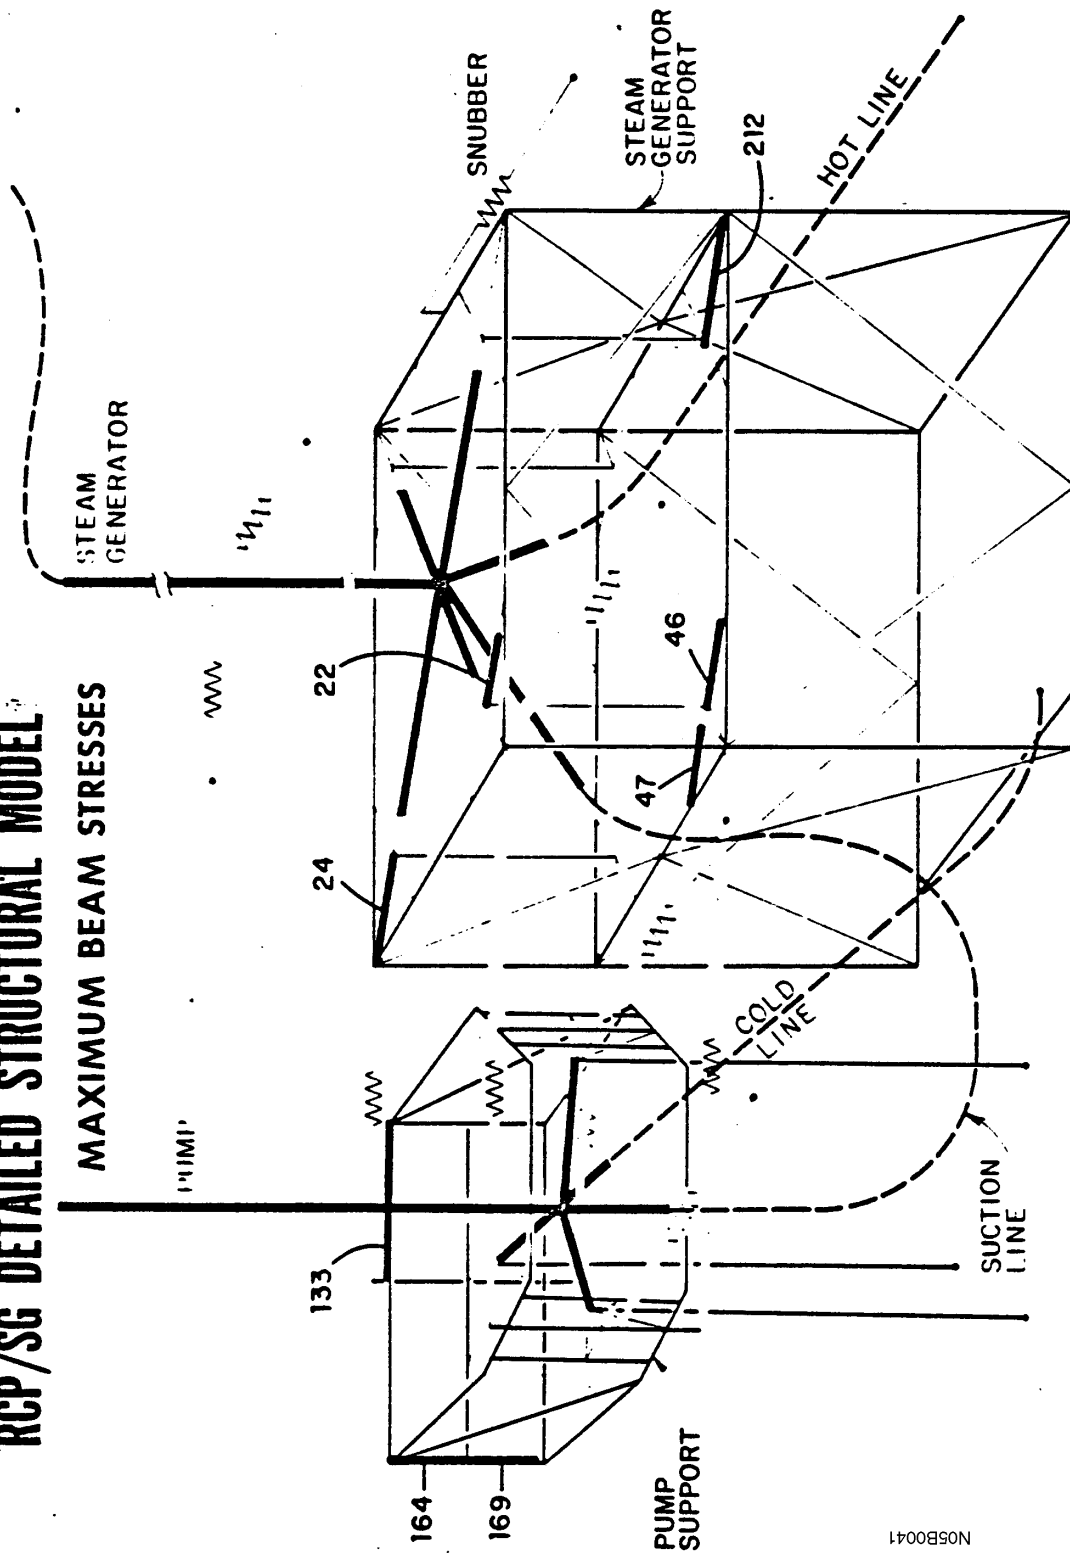 RCP/SG DETAILED STRUCTURAL MODEL
MAXIMUM BEAM STRESSES
PUMP
STEAM
GENERATOR
SNUBBER
STEAM
GENERATOR
SUPPORT
133
24
22
212
HOT LINE
47
46
164
169
COLD
LINE
PUMP
SUPPORT
SUCTION
LINE
N05B0041